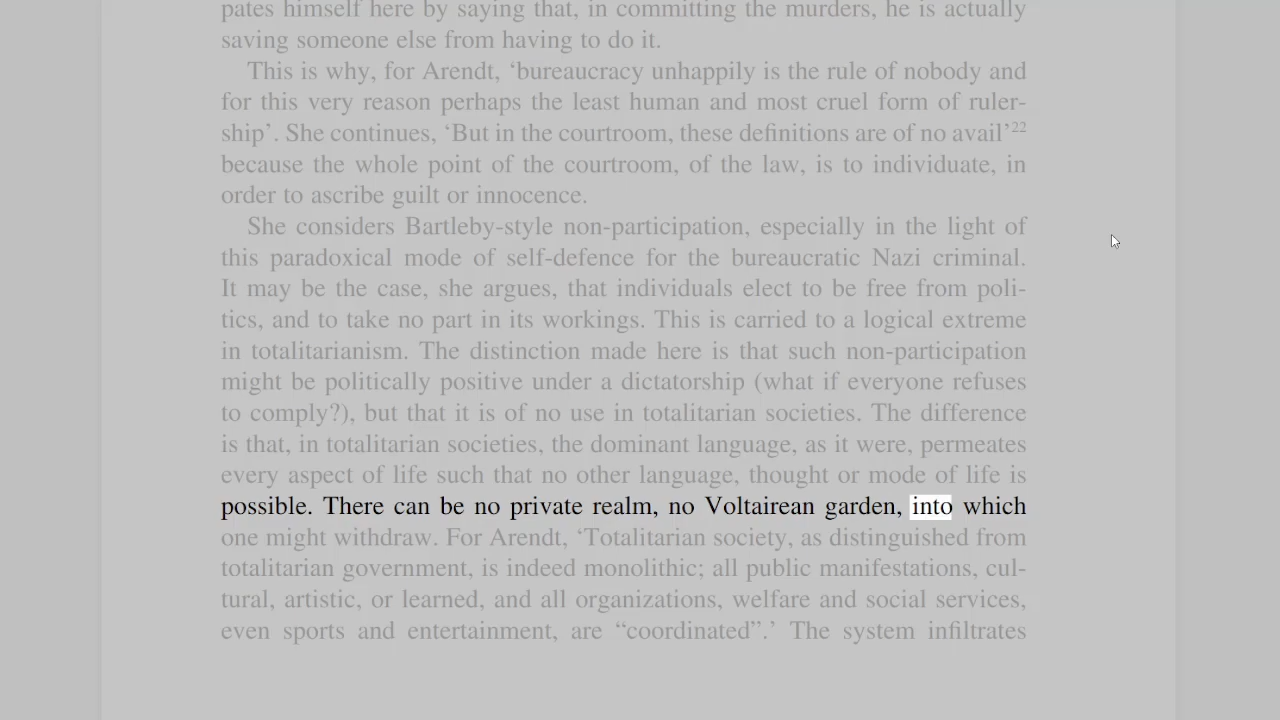 pates himself here by saying that, in committing the murders, he is actually
saving someone else from having to do it.
This is why, for Arendt, ‘bureaucracy unhappily is the rule of nobody and
for this very reason perhaps the least human and most cruel form of ruler-
ship’. She continues, ‘But in the courtroom, these definitions are of no avail’22
because the whole point of the courtroom, of the law, is to individuate, in
order to ascribe guilt or innocence.
She considers Bartleby-style non-participation, especially in the light of
this paradoxical mode of self-defence for the bureaucratic Nazi criminal.
It may be the case, she argues, that individuals elect to be free from poli-
tics, and to take no part in its workings. This is carried to a logical extreme
in totalitarianism. The distinction made here is that such non-participation
might be politically positive under a dictatorship (what if everyone refuses
to comply?), but that it is of no use in totalitarian societies. The difference
is that, in totalitarian societies, the dominant language, as it were, permeates
every aspect of life such that no other language, thought or mode of life is
possible. There can be no private realm, no Voltairean garden, into which
one might withdraw. For Arendt, ‘Totalitarian society, as distinguished from
totalitarian government, is indeed monolithic; all public manifestations, cul-
tural, artistic, or learned, and all organizations, welfare and social services,
even sports and entertainment, are “coordinated”.’ The system infiltrates